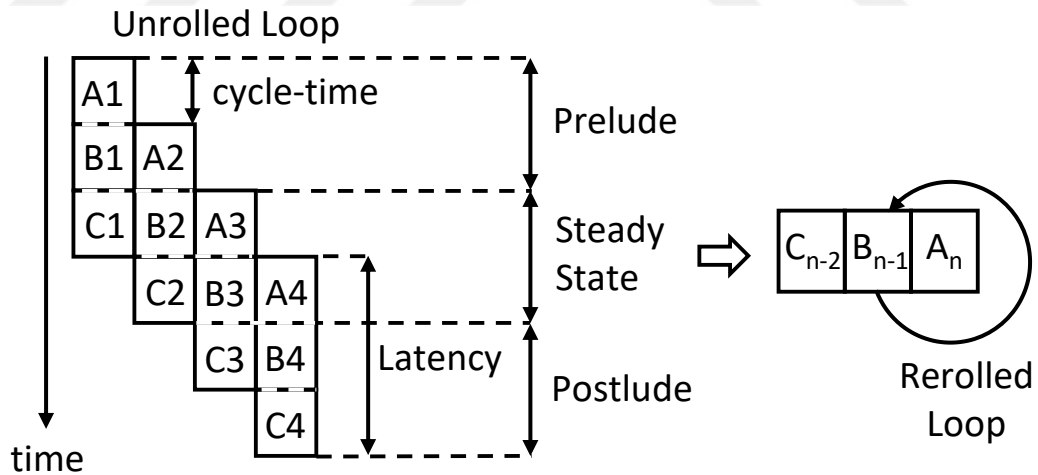 Unrolled Loop
A1
cycle-time
Prelude
B1 A2
C1 B2 A3
Steady
State
C2 B3 A4
C3 B4
Latency
Postlude
C4
time
Cn-2 Bn-1 An
Rerolled
Loop